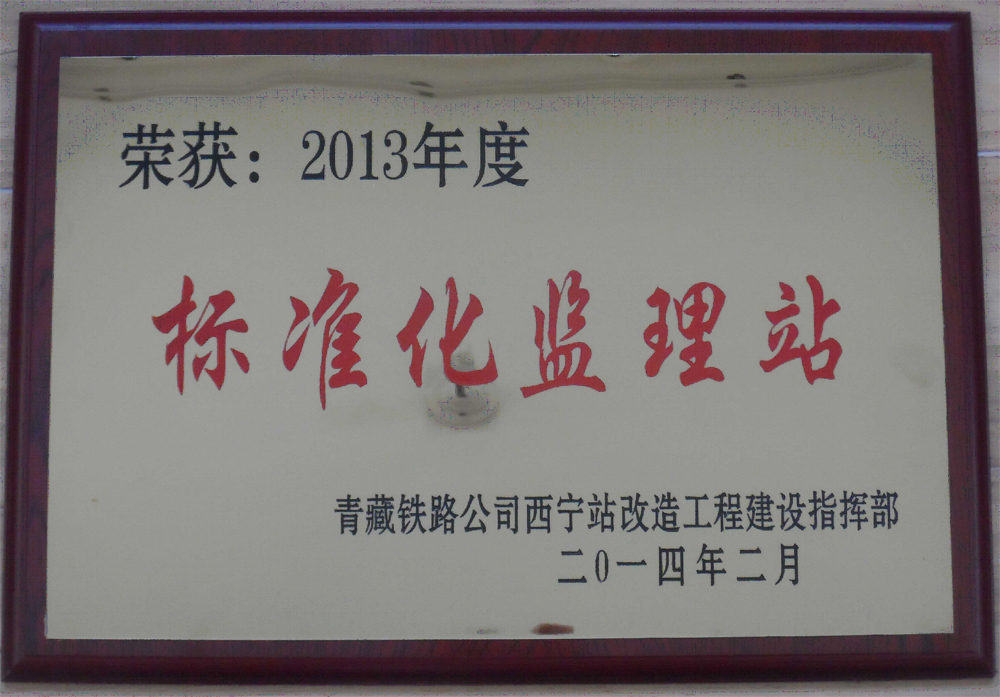 荣获：2013年度
标准化监理站
青藏铁路公司西宁站改造工程建设指挥部
二0一四年二月